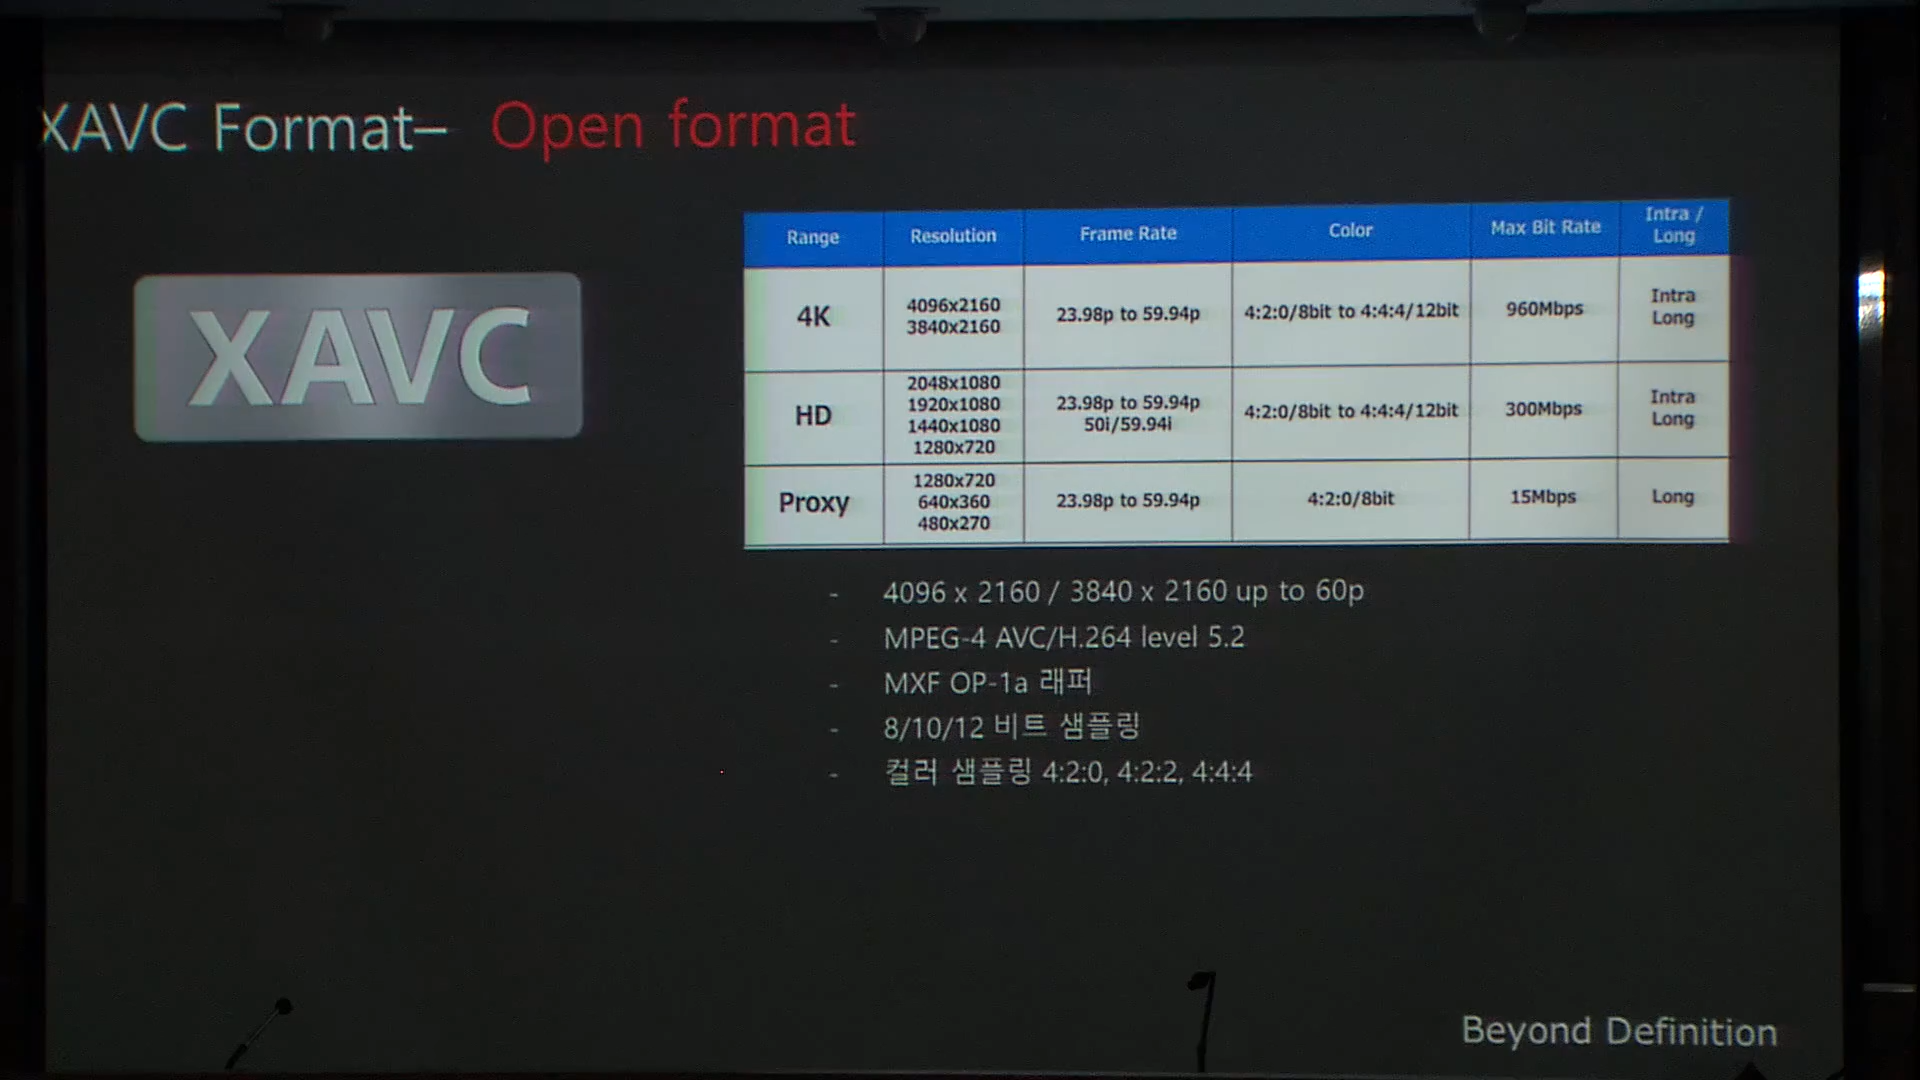 XAVC Format– Open format
XAVC
Range Resolution Frame Rate Color Max Bit Rate Intra /
Long
4K
4096x2160
3840x2160
23.98p to 59.94p
4:2:0/8bit to 4:4:4/12bit
960Mbps
Intra
Long
HD
2048x1080
1920x1080
1440x1080
1280x720
23.98p to 59.94p
50i/59.94i
4:2:0/8bit to 4:4:4/12bit
300Mbps
Intra
Long
Proxy
1280x720
640x360
480x270
23.98p to 59.94p
4:2:0/8bit
15Mbps
Long
- 4096 x 2160 / 3840 x 2160 up to 60p
- MPEG-4 AVC/H.264 level 5.2
- MXF OP-1a 래퍼
- 8/10/12 비트 샘플링
- 컬러 샘플링 4:2:0, 4:2:2, 4:4:4
Beyond Definition